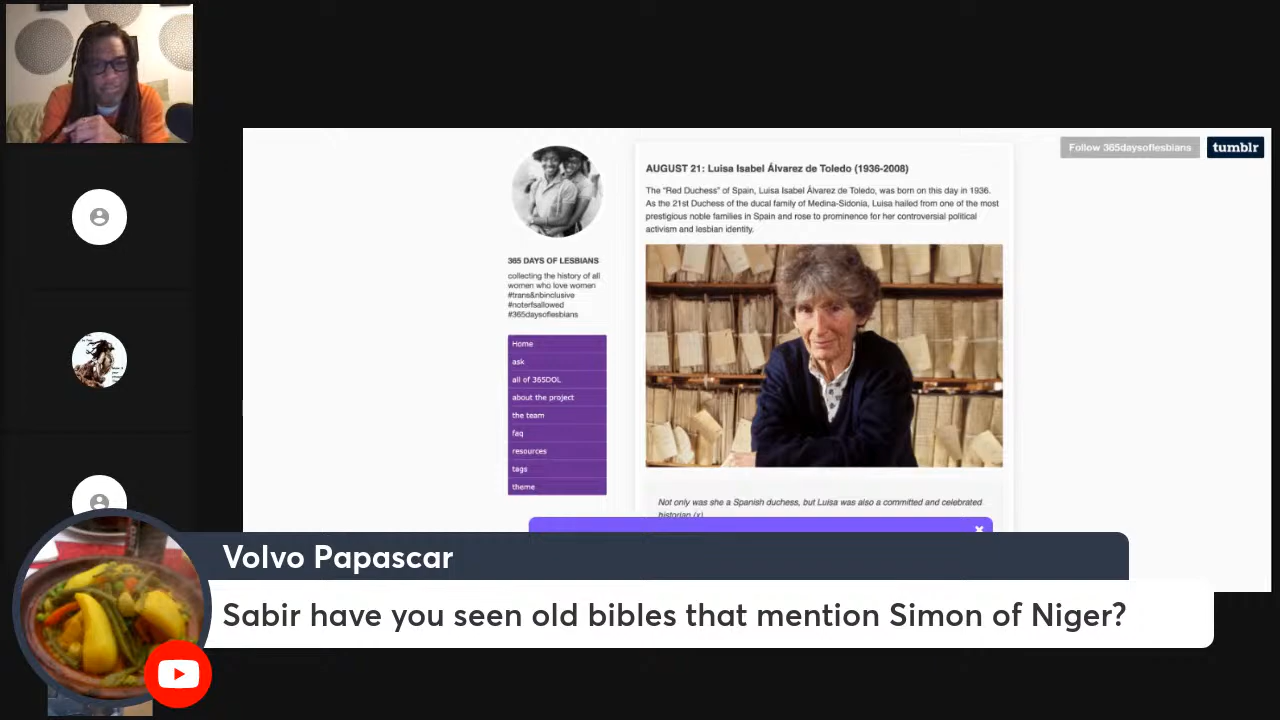 Follow 365daysoflesbians
tumblr
AUGUST 21: Luisa Isabel Álvarez de Toledo (1936-2008)
The "Red Duchess" of Spain, Luisa Isabel Álvarez de Toledo, was born on this day in 1936.
As the 21st Duchess of the ducal family of Medina-Sidonia, Luisa hailed from one of the most
prestigious noble families in Spain and rose to prominence for her controversial political
activism and lesbian identity.
365 DAYS OF LESBIANS
collecting the history of all
women who love women
#trans&nbinclusive
#noterfsallowed
#365daysoflesbians
Home
ask
all of 365DOL
about the project
the team
faq
resources
tags
theme
Not only was she a Spanish duchess, but Luisa was also a committed and celebrated
historian (x)
Volvo Papascar
Sabir have you seen old bibles that mention Simon of Niger?